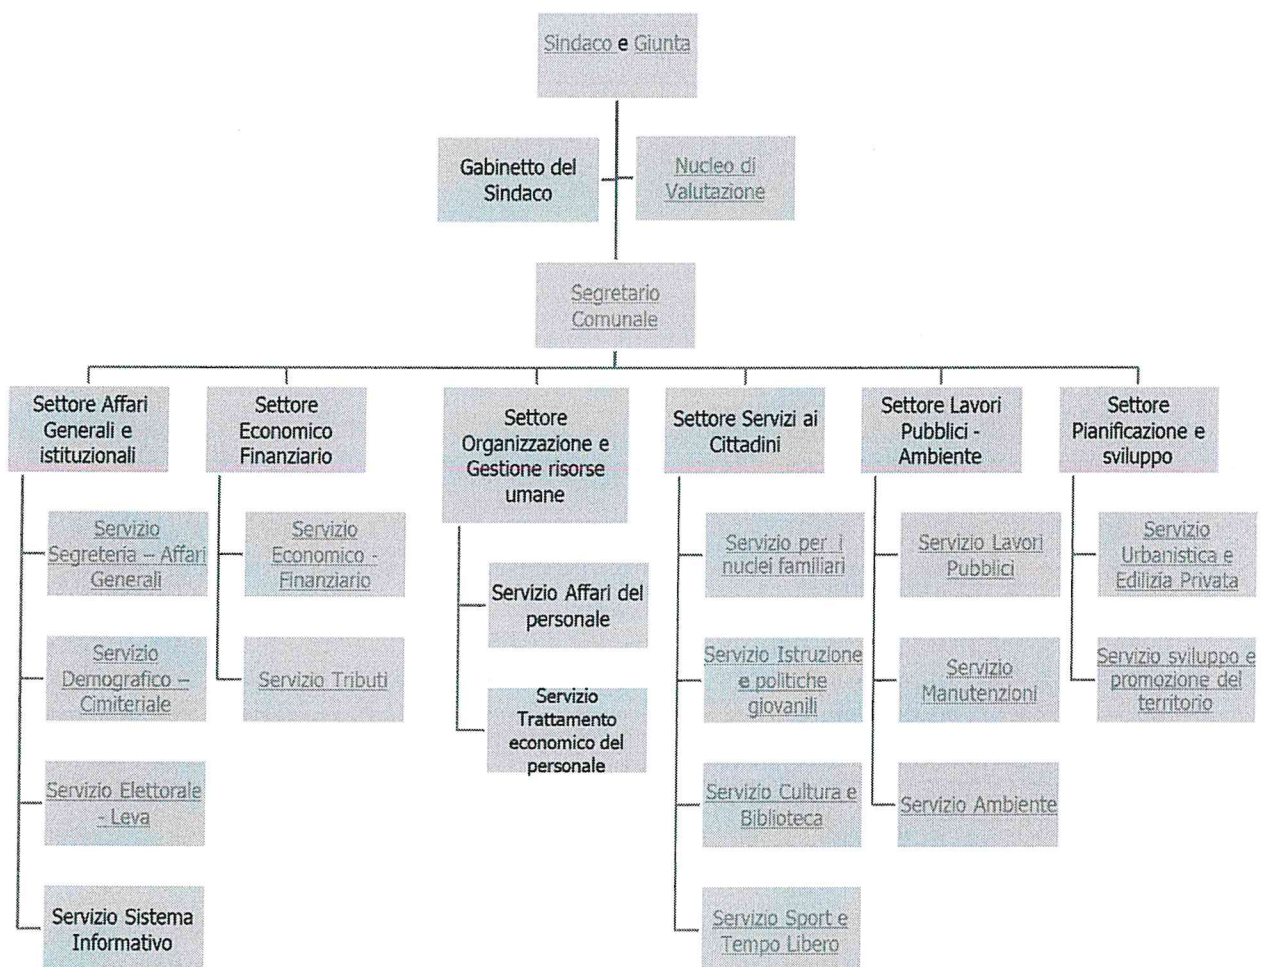 Sindaco e Giunta
Gabinetto del
Sindaco
Nucleo di
Valutazione
Segretario
Comunale
Settore Affari
Generali e
istituzionali
Settore
Economico
Finanziario
Settore
Organizzazione e
Gestione risorse
umane
Settore Servizi ai
Cittadini
Settore Lavori
Pubblici -
Ambiente
Settore
Pianificazione e
sviluppo
Servizio
Segreteria – Affari
Generali
Servizio
Demografico –
Cimiteriale
Servizio Elettorale
- Leva
Servizio Sistema
Informativo
Servizio
Economico -
Finanziario
Servizio Tributi
Servizio Affari del
personale
Servizio
Trattamento
economico del
personale
Servizio per i
nuclei familiari
Servizio Istruzione
e politiche
giovanili
Servizio Cultura e
Biblioteca
Servizio Sport e
Tempo Libero
Servizio Lavori
Pubblici
Servizio
Manutenzioni
Servizio Ambiente
Servizio
Urbanistica e
Edilizia Privata
Servizio sviluppo e
promozione del
territorio